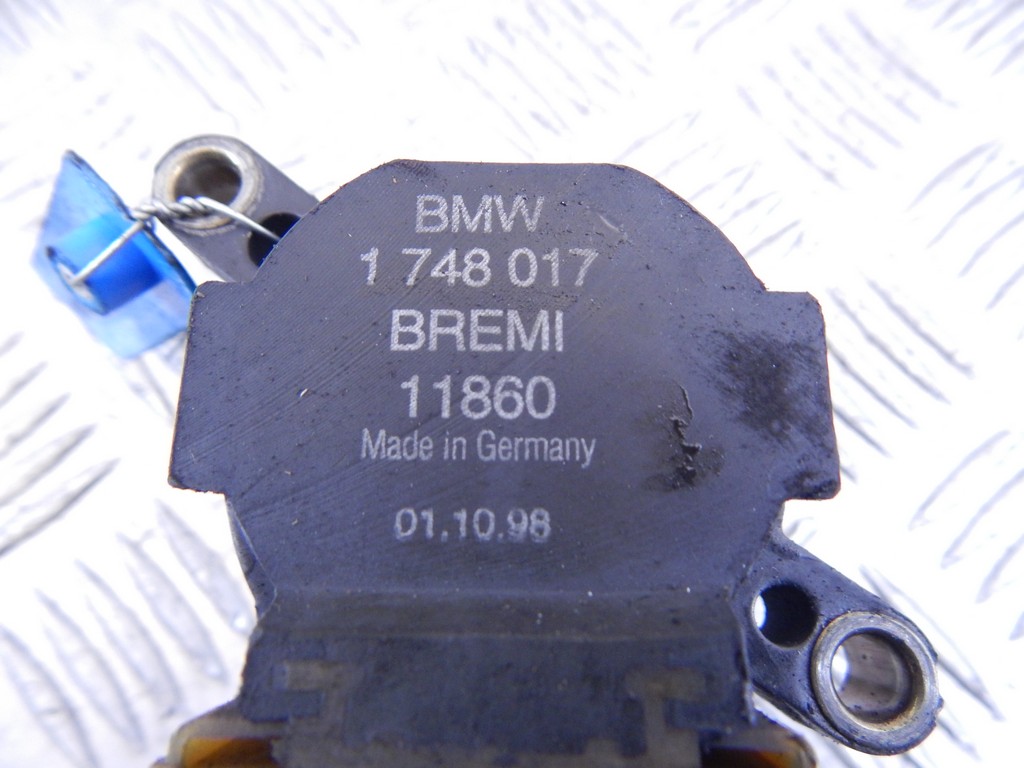 BMW
1 748 017
BREMI
11860
Made in Germany
01.10.98